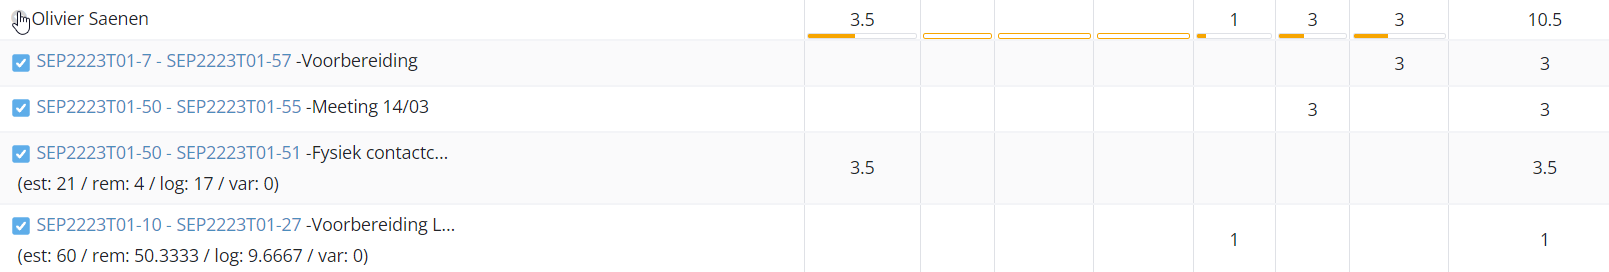 Olivier Saenen 3.5 1 3 3 10.5
SEP2223T01-7 - SEP2223T01-57 -Voorbereiding 3 3
SEP2223T01-50 - SEP2223T01-55 -Meeting 14/03 3 3
SEP2223T01-50 - SEP2223T01-51 -Fysiek contactc... 3.5 3.5
(est: 21 / rem: 4 / log: 17 / var: 0)
SEP2223T01-10 - SEP2223T01-27 -Voorbereiding L... 1 1
(est: 60 / rem: 50.3333 / log: 9.6667 / var: 0)